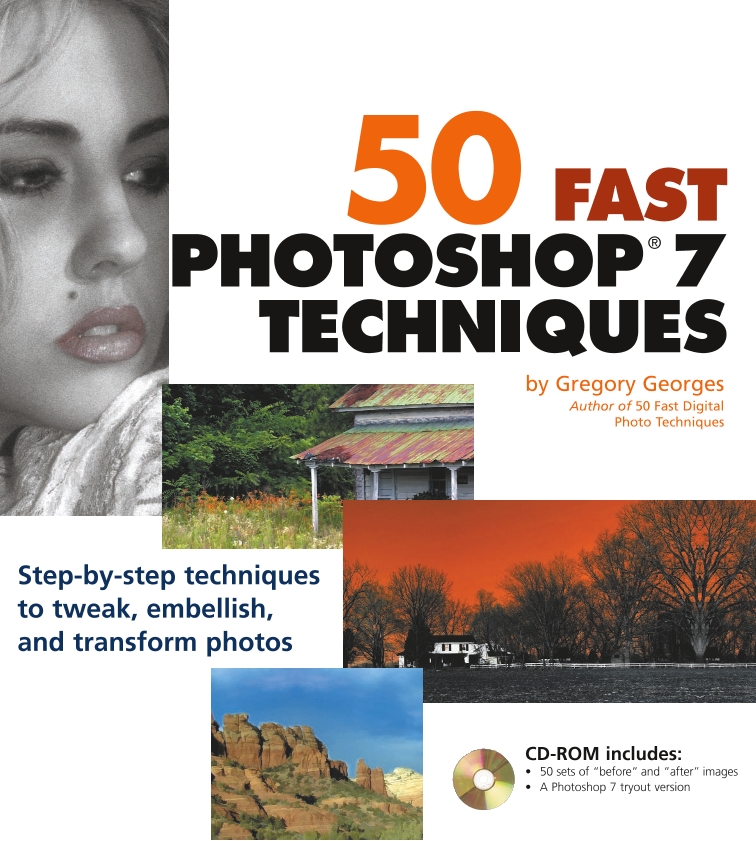 50 FAST
PHOTOSHOP® 7
TECHNIQUES
by Gregory Georges
Author of 50 Fast Digital
Photo Techniques
Step-by-step techniques
to tweak, embellish,
and transform photos
CD-ROM includes:
• 50 sets of “before” and “after” images
• A Photoshop 7 tryout version